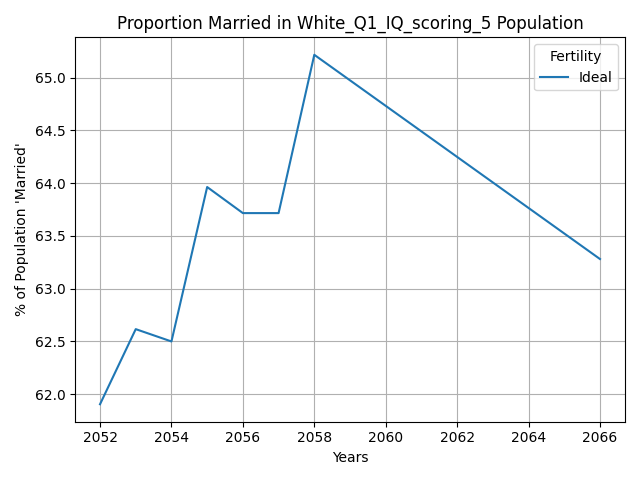 Proportion Married in White_Q1_IQ_scoring_5 Population
Fertility
Ideal
% of Population 'Married'
65.0
64.5
64.0
63.5
63.0
62.5
62.0
2052 2054 2056 2058 2060 2062 2064 2066
Years